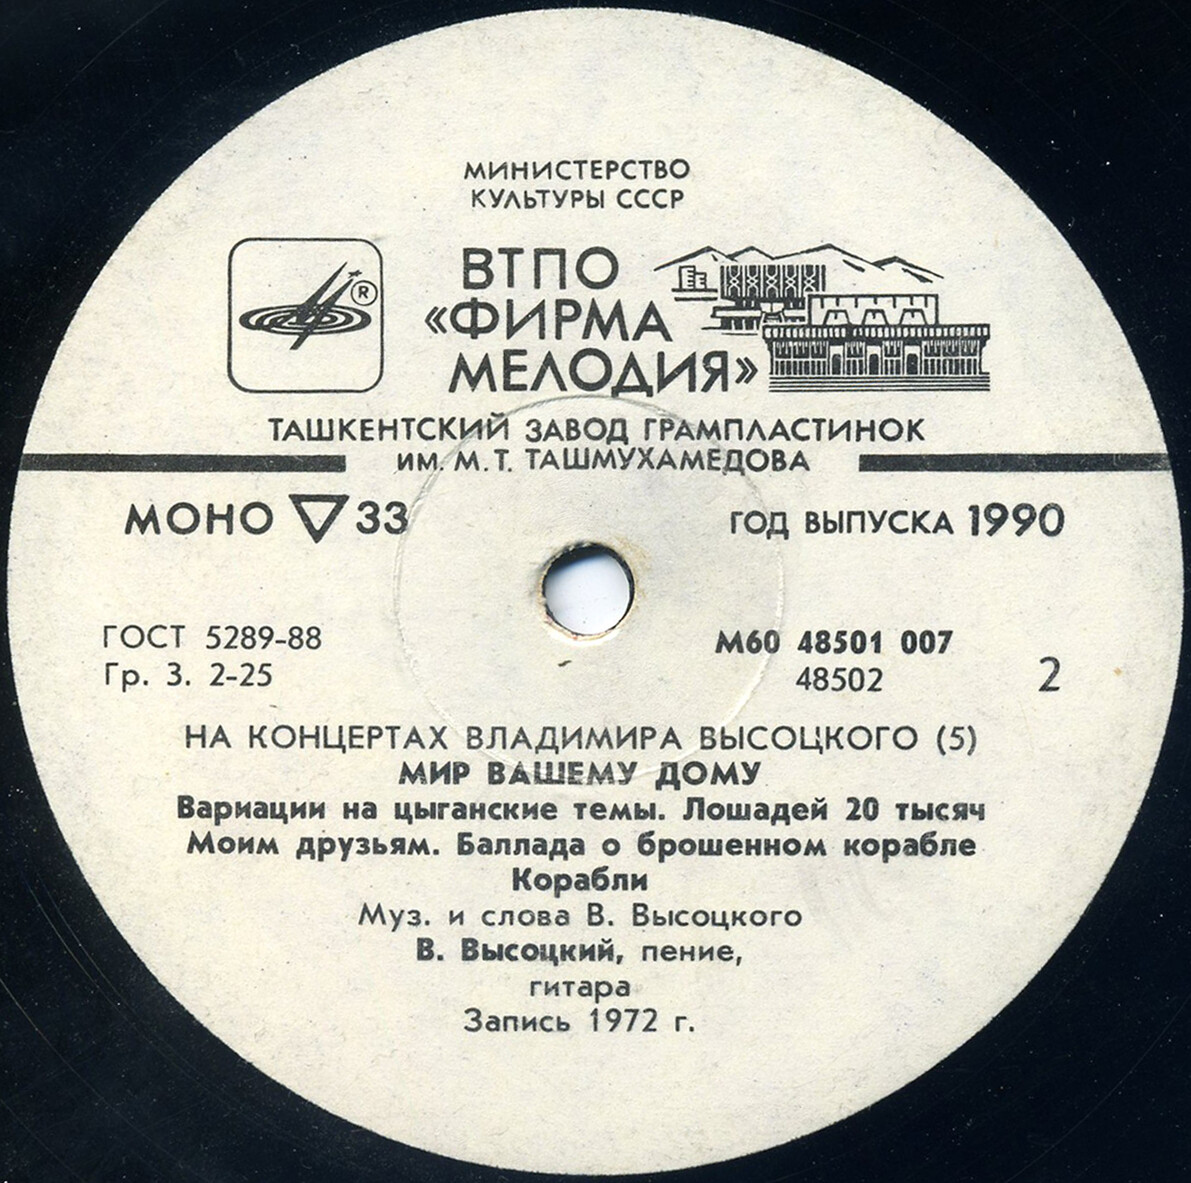 МИНИСТЕРСТВО
КУЛЬТУРЫ СССР
ВТПО
«ФИРМА
МЕЛОДИЯ»
®
ТАШКЕНТСКИЙ ЗАВОД ГРАМПЛАСТИНОК
ИМ. М.Т. ТАШМУХАМЕДОВА
МОНО 33
ГОД ВЫПУСКА 1990
ГОСТ 5289-88
Гр. 3. 2-25
М60 48501 007
48502
2
НА КОНЦЕРТАХ ВЛАДИМИРА ВЫСОЦКОГО (5)
МИР ВАШЕМУ ДОМУ
Вариации на цыганские темы. Лошадей 20 тысяч
Моим друзьям. Баллада о брошенном корабле
Корабли
Муз. и слова В. Высоцкого
В. Высоцкий, пение,
гитара
Запись 1972 г.